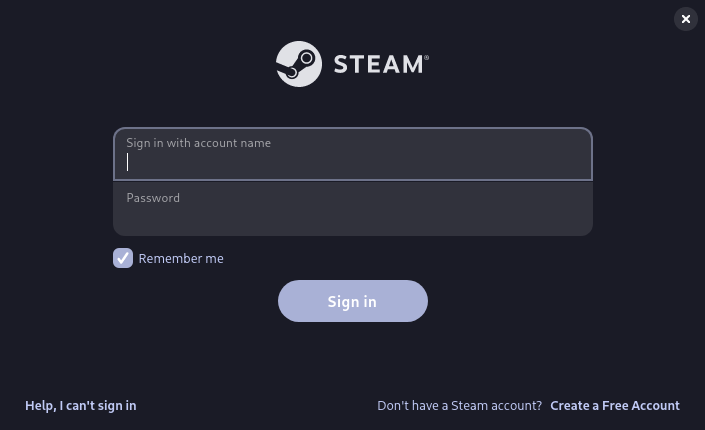 STEAM®
Sign in with account name
Password
Remember me
Sign in
Help, I can't sign in
Don't have a Steam account? Create a Free Account